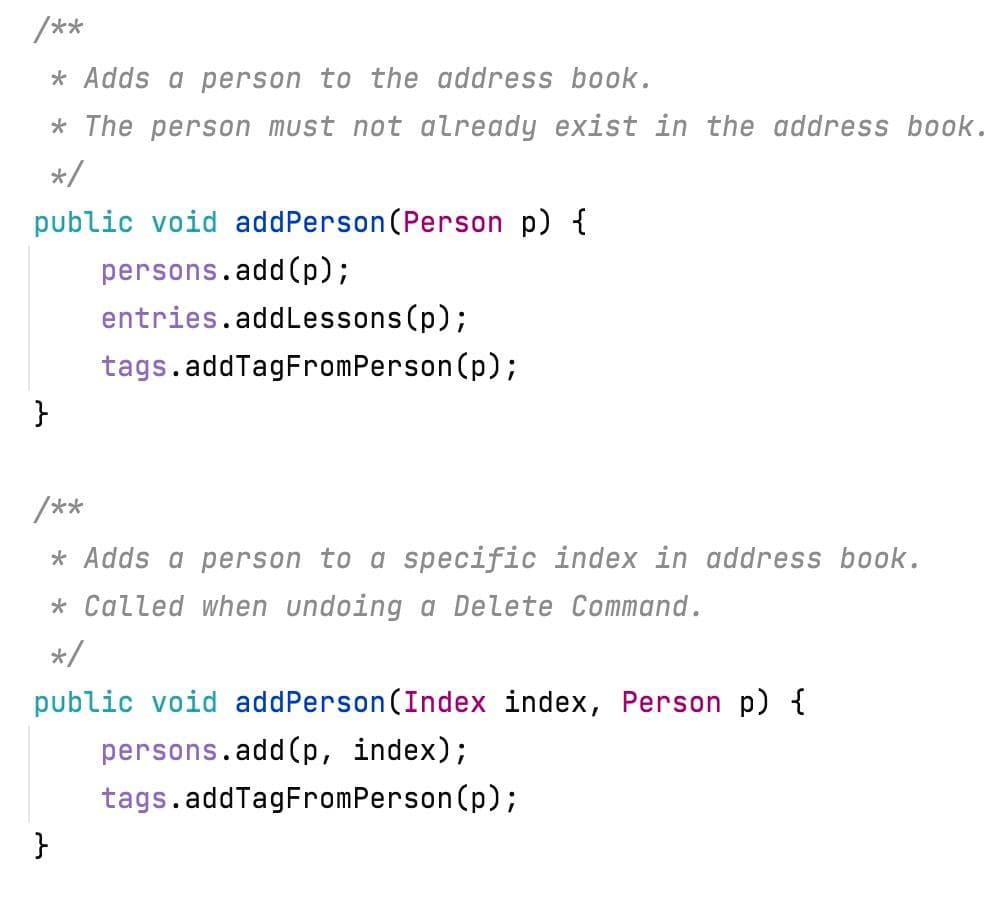 /**
 * Adds a person to the address book.
 * The person must not already exist in the address book.
 */
public void addPerson(Person p) {
    persons.add(p);
    entries.addLessons(p);
    tags.addTagFromPerson(p);
}

/**
 * Adds a person to a specific index in address book.
 * Called when undoing a Delete Command.
 */
public void addPerson(Index index, Person p) {
    persons.add(p, index);
    tags.addTagFromPerson(p);
}